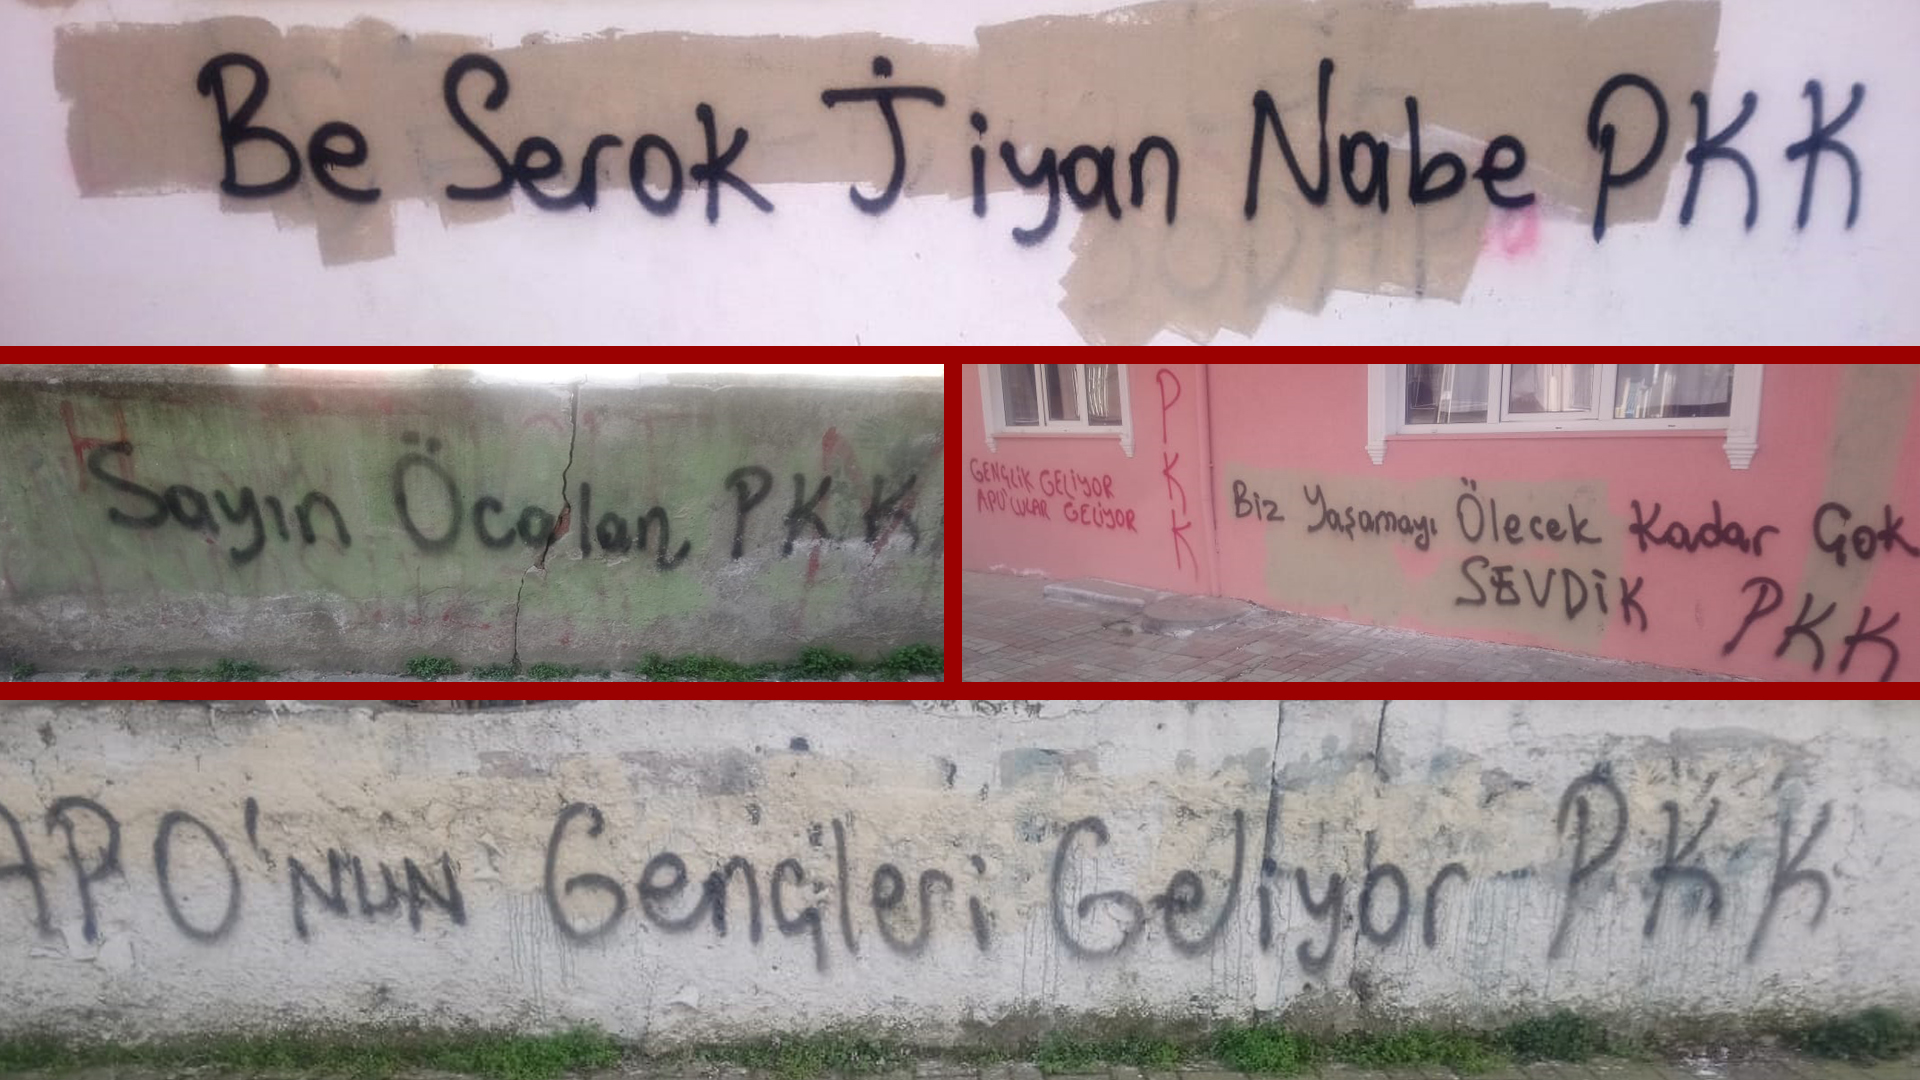 Be Serok Jiyan Nabe PKK
Sayın Öcalan PKK
PKK
GENÇLİK GELİYOR
APO'CULAR GELİYOR
Biz Yaşamayı Ölecek Kadar Çok
SEVDİK PKK
APO'NUN Gençleri Geliyor PKK